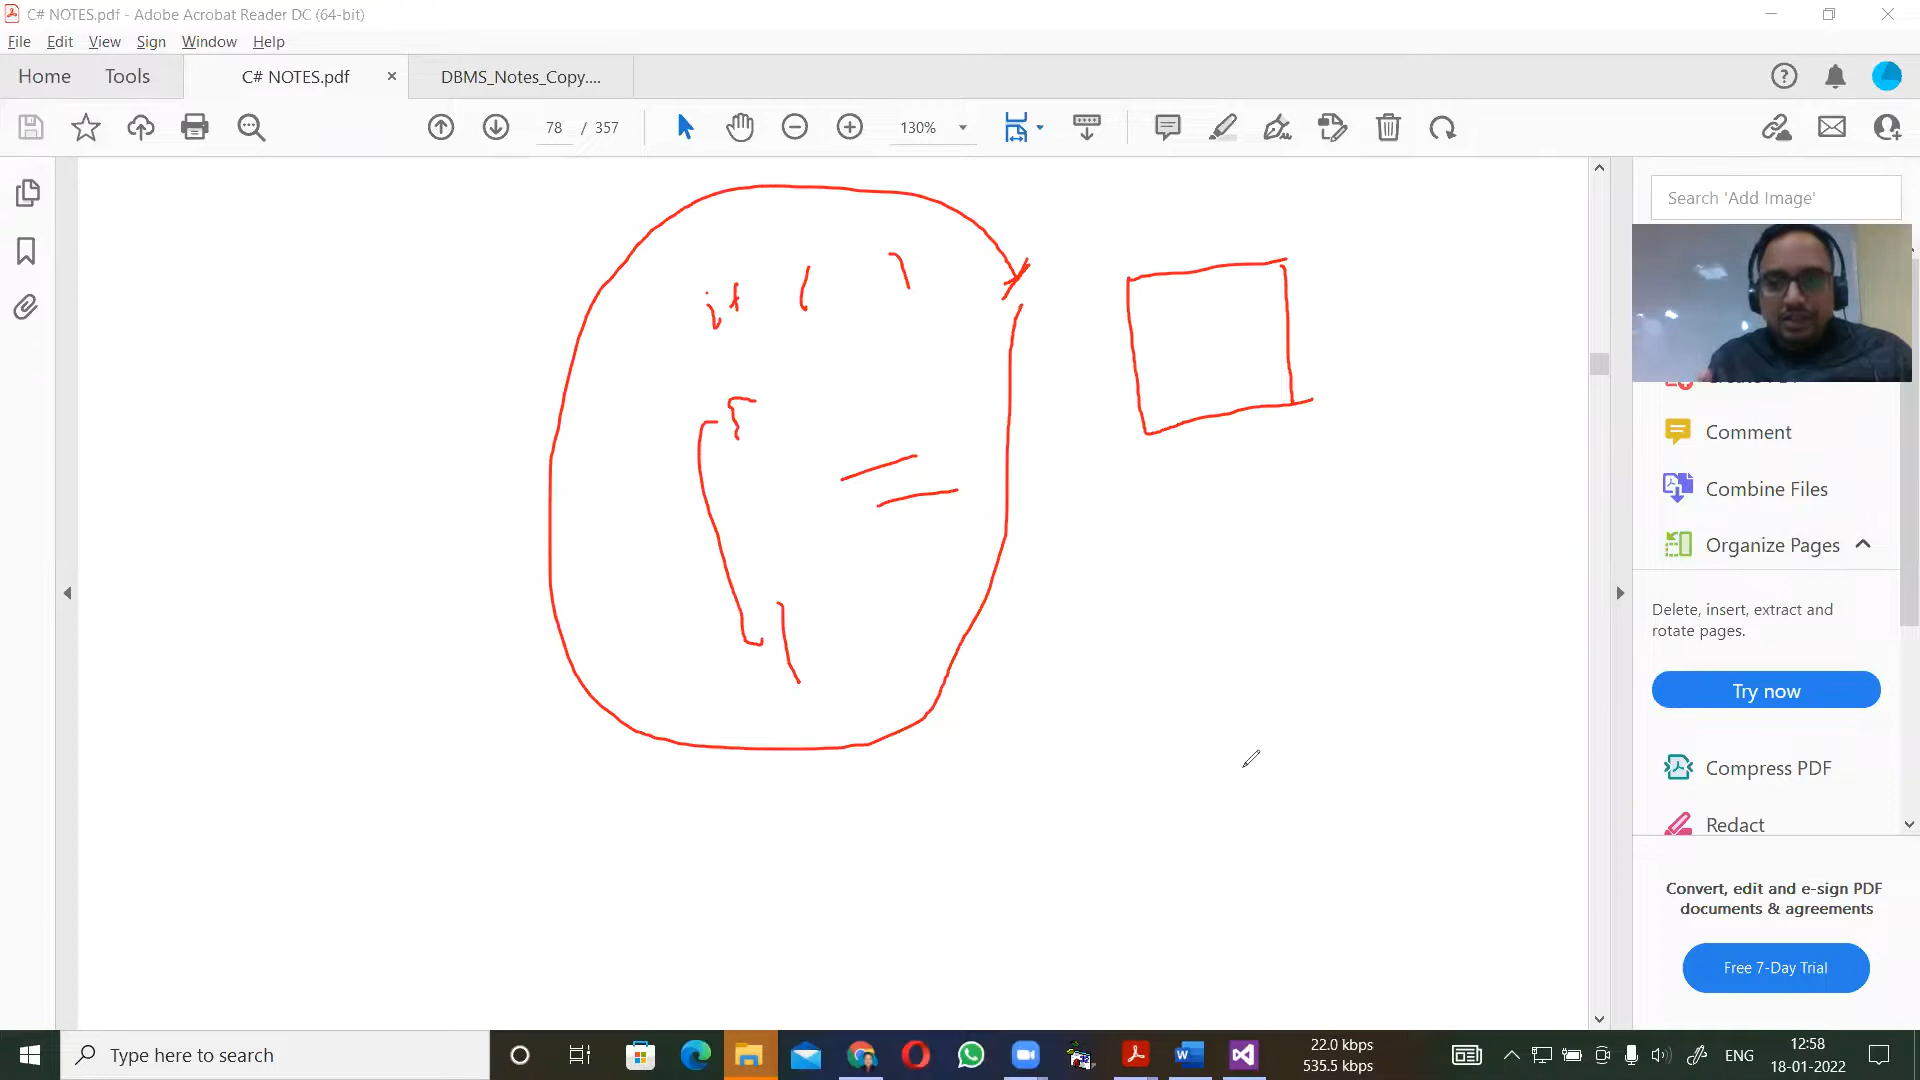 C# NOTES.pdf - Adobe Acrobat Reader DC (64-bit)
File Edit View Sign Window Help
Home Tools C# NOTES.pdf × DBMS_Notes_Copy....
78 / 357 130%
Search 'Add Image'
if ( )
{
Comment
Combine Files
Organize Pages
Delete, insert, extract and
rotate pages.
Try now
Compress PDF
Redact
Convert, edit and e-sign PDF
documents & agreements
Free 7-Day Trial
Type here to search
22.0 kbps
535.5 kbps
ENG
12:58
18-01-2022